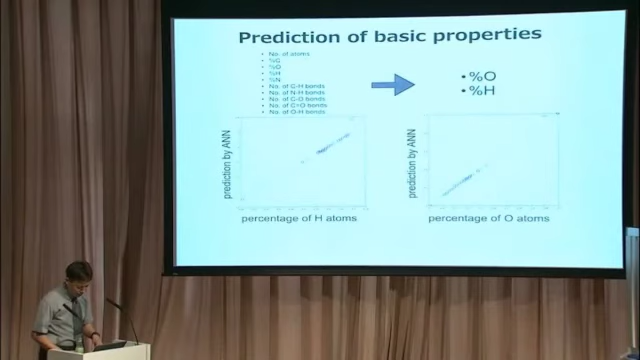 Prediction of basic properties
• No. of atoms
• %C
• %O
• %H
• %N
• No. of C-H bonds
• No. of N-H bonds
• No. of C-O bonds
• No. of C=O bonds
• No. of O-H bonds
• %O
• %H
prediction by ANN
percentage of H atoms
prediction by ANN
percentage of O atoms